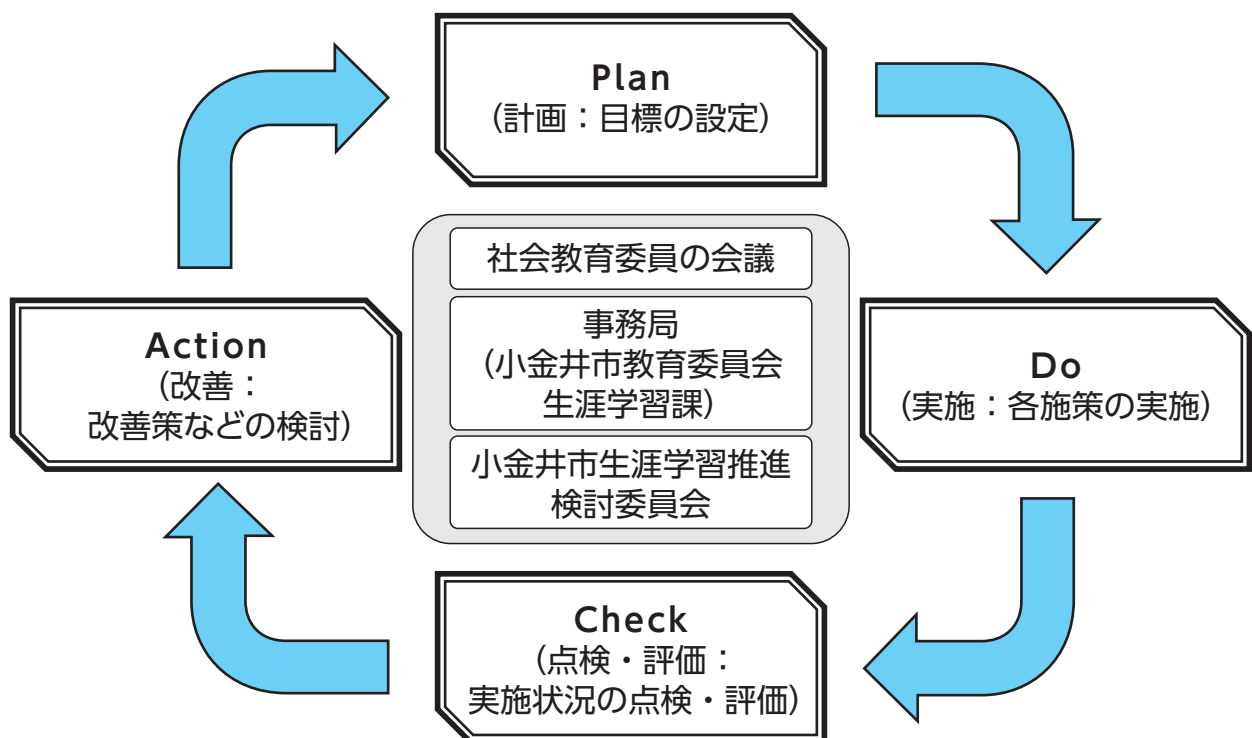 Plan
（計画：目標の設定）
社会教育委員の会議
事務局
（小金井市教育委員会
生涯学習課）
小金井市生涯学習推進
検討委員会
Action
（改善：
改善策などの検討）
Do
（実施：各施策の実施）
Check
（点検・評価：
実施状況の点検・評価）